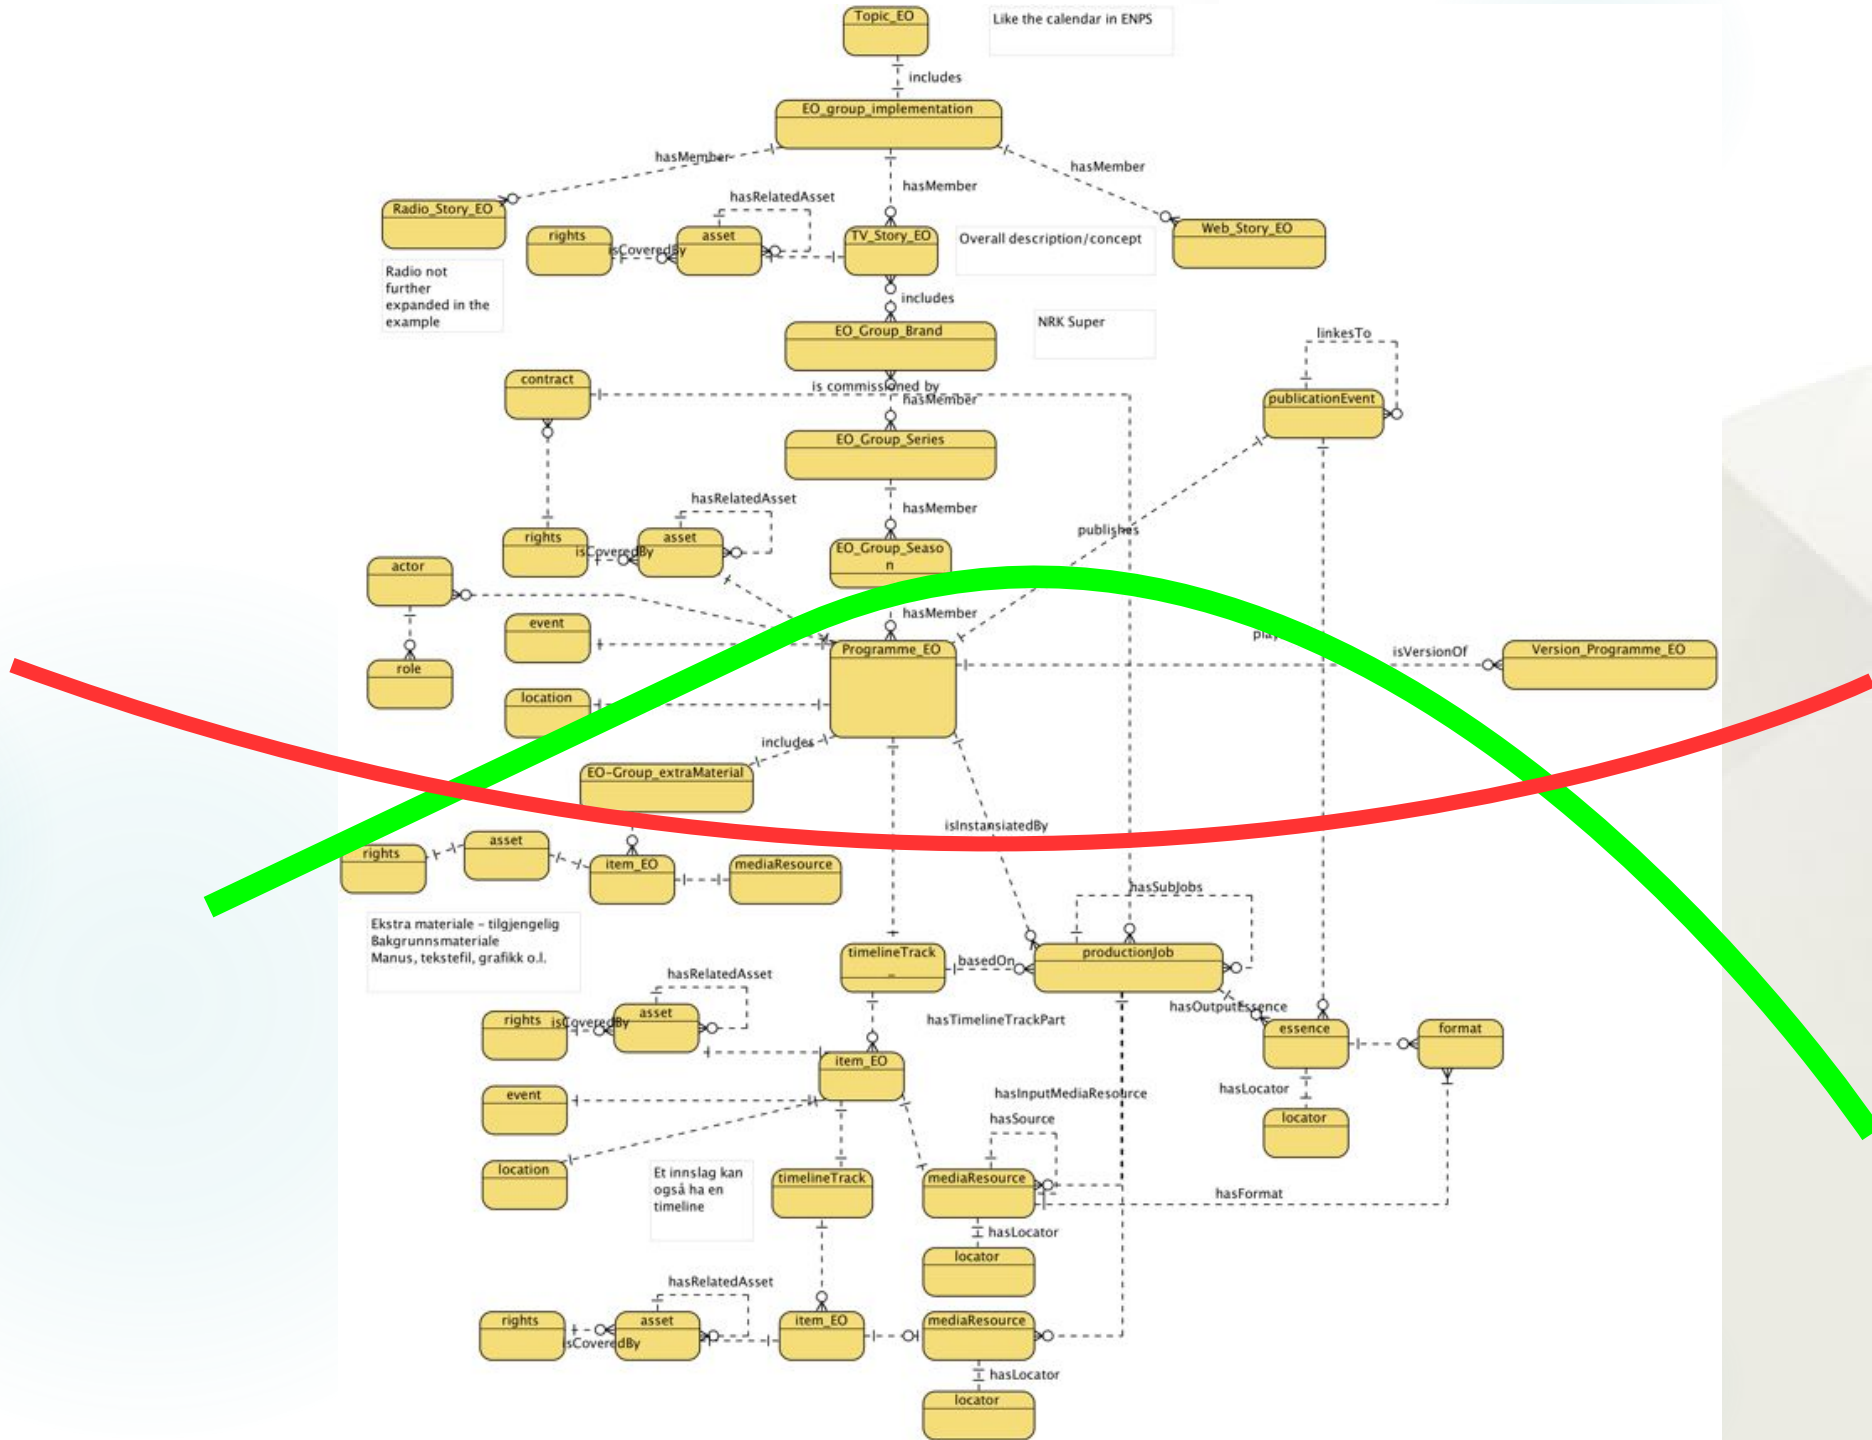 Topic_EO
Like the calendar in ENPS
includes
EO_group_implementation
hasMember
hasMember
hasMember
Radio_Story_EO
hasRelatedAsset
rights
isCoveredBy
asset
TV_Story_EO
Overall description/concept
Web_Story_EO
Radio not
further
expanded in the
example
includes
EO_Group_Brand
NRK Super
linkesTo
contract
is commissioned by
hasMember
publicationEvent
EO_Group_Series
hasRelatedAsset
hasMember
publishes
rights
isCoveredBy
asset
EO_Group_Seaso
n
actor
event
hasMember
role
Programme_EO
isVersionOf
Version_Programme_EO
location
includes
EO-Group_extraMaterial
isInstansiatedBy
rights
asset
item_EO
mediaResource
hasSubJobs
Ekstra materiale – tilgjengelig
Bakgrunnsmateriale
Manus, tekstefil, grafikk o.l.
timelineTrack
_
basedOn
productionJob
hasRelatedAsset
hasOutputEssence
rights
isCoveredBy
asset
hasTimelineTrackPart
essence
format
item_EO
event
hasInputMediaResource
hasLocator
hasSource
locator
location
Et innslag kan
også ha en
timeline
timelineTrack
mediaResource
hasFormat
hasLocator
locator
hasRelatedAsset
rights
isCoveredBy
asset
item_EO
mediaResource
hasLocator
locator